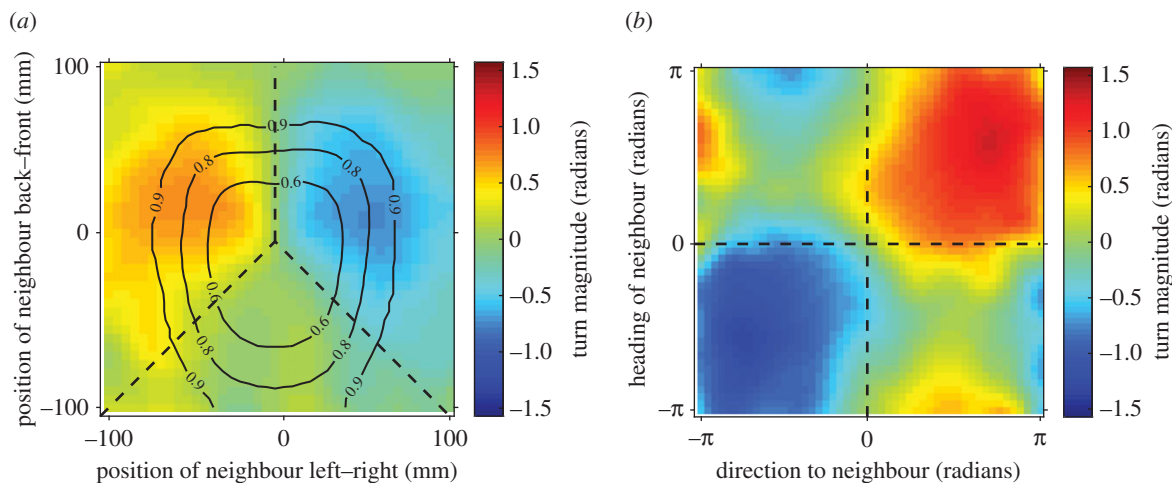 (a)
position of neighbour back–front (mm)
100
0
–100
–100
0
100
position of neighbour left–right (mm)
0.9
0.8
0.6
0.9
0.9
0.6
0.8
0.9
0.6
0.8
0.9
1.5
1.0
0.5
0
–0.5
–1.0
–1.5
turn magnitude (radians)
(b)
heading of neighbour (radians)
π
0
–π
–π
0
π
direction to neighbour (radians)
1.5
1.0
0.5
0
–0.5
–1.0
–1.5
turn magnitude (radians)